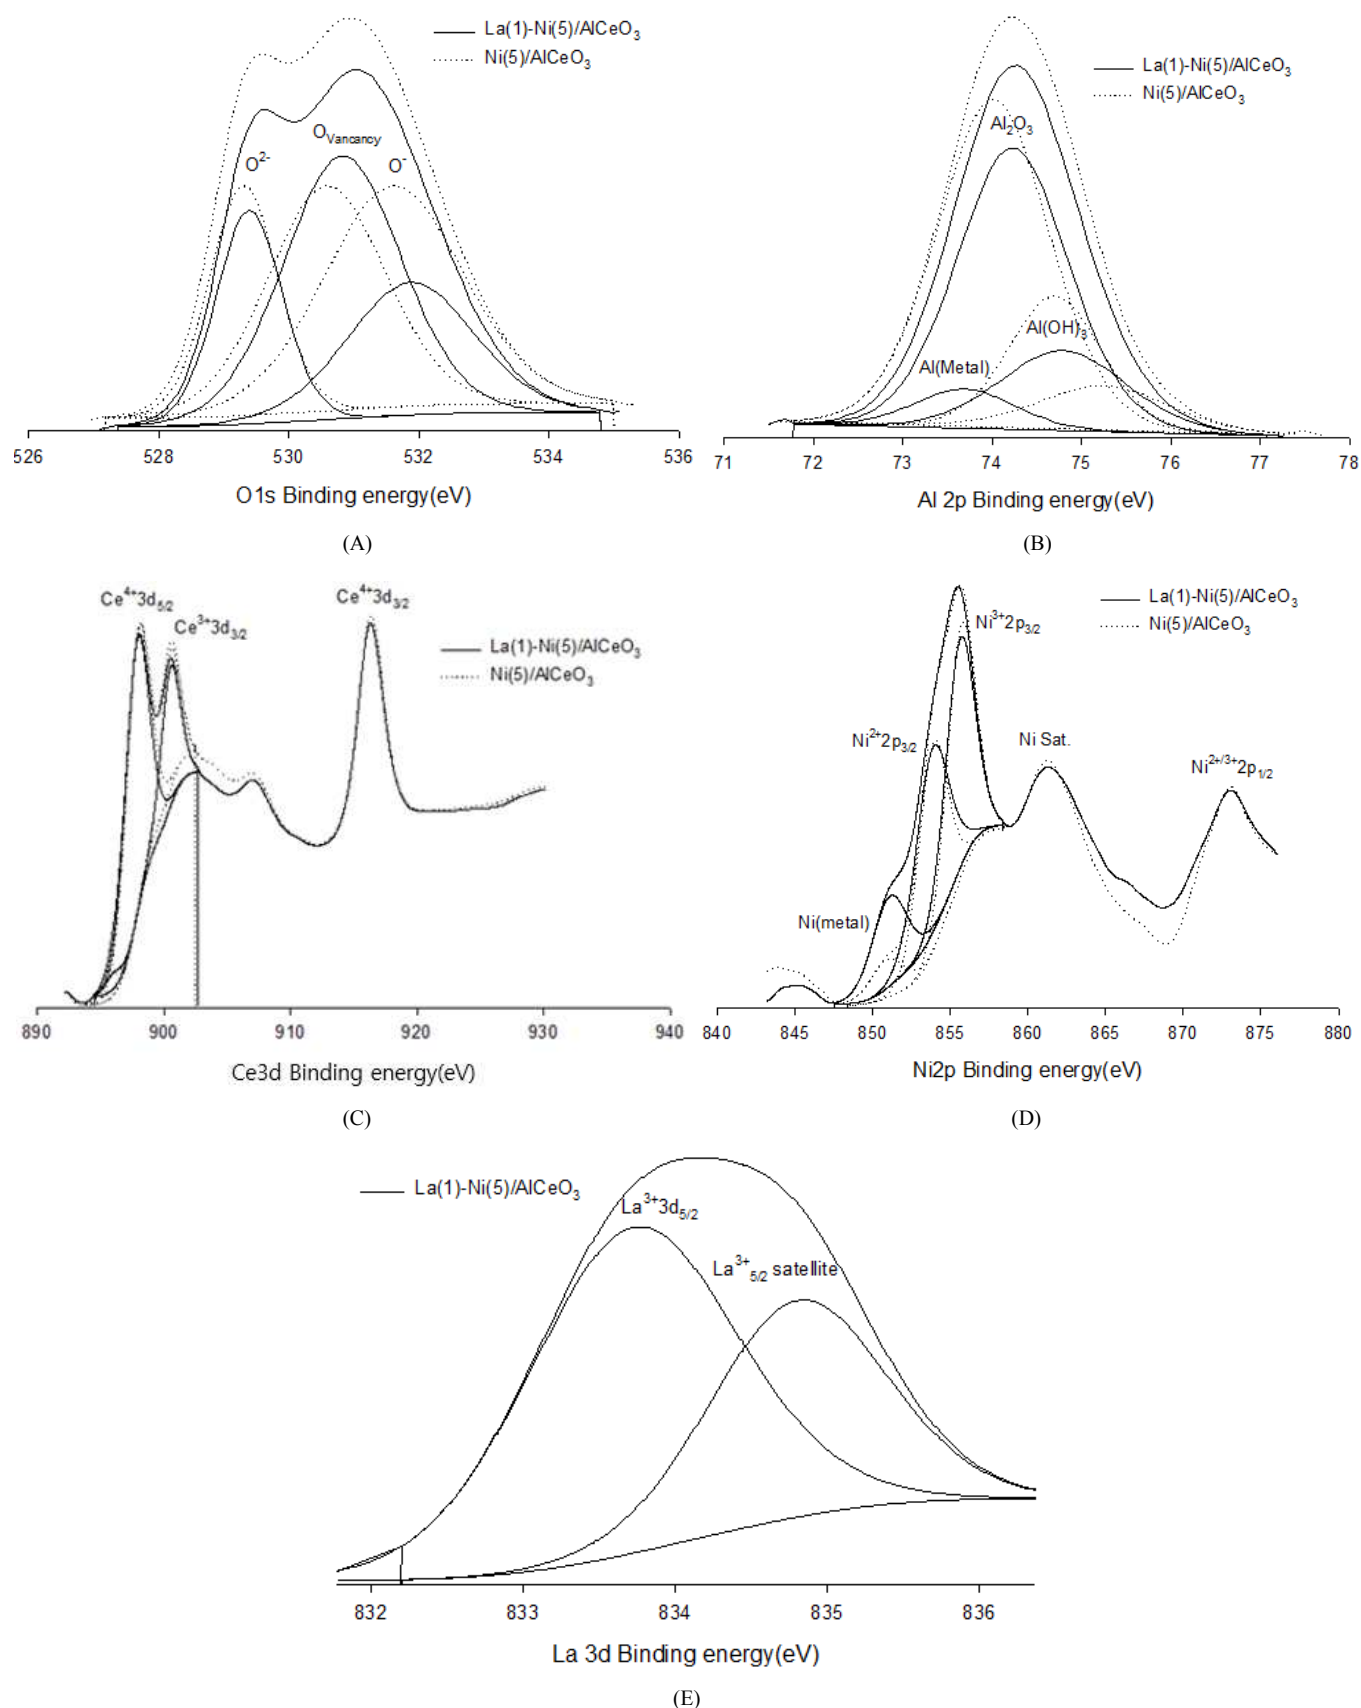 La(1)-Ni(5)/AlCeO3
Ni(5)/AlCeO3
OVancancy
O2-
O-
526 528 530 532 534 536
O1s Binding energy(eV)
(A)
La(1)-Ni(5)/AlCeO3
Ni(5)/AlCeO3
Al2O3
Al(OH)3
Al(Metal)
71 72 73 74 75 76 77 78
Al 2p Binding energy(eV)
(B)
Ce4+3d5/2
Ce3+3d3/2
Ce4+3d3/2
La(1)-Ni(5)/AlCeO3
Ni(5)/AlCeO3
890 900 910 920 930 940
Ce3d Binding energy(eV)
(C)
La(1)-Ni(5)/AlCeO3
Ni(5)/AlCeO3
Ni3+2p3/2
Ni2+2p3/2
Ni Sat.
Ni2+/3+2p1/2
Ni(metal)
840 845 850 855 860 865 870 875 880
Ni2p Binding energy(eV)
(D)
La(1)-Ni(5)/AlCeO3
La3+3d5/2
La3+5/2 satellite
832 833 834 835 836
La 3d Binding energy(eV)
(E)